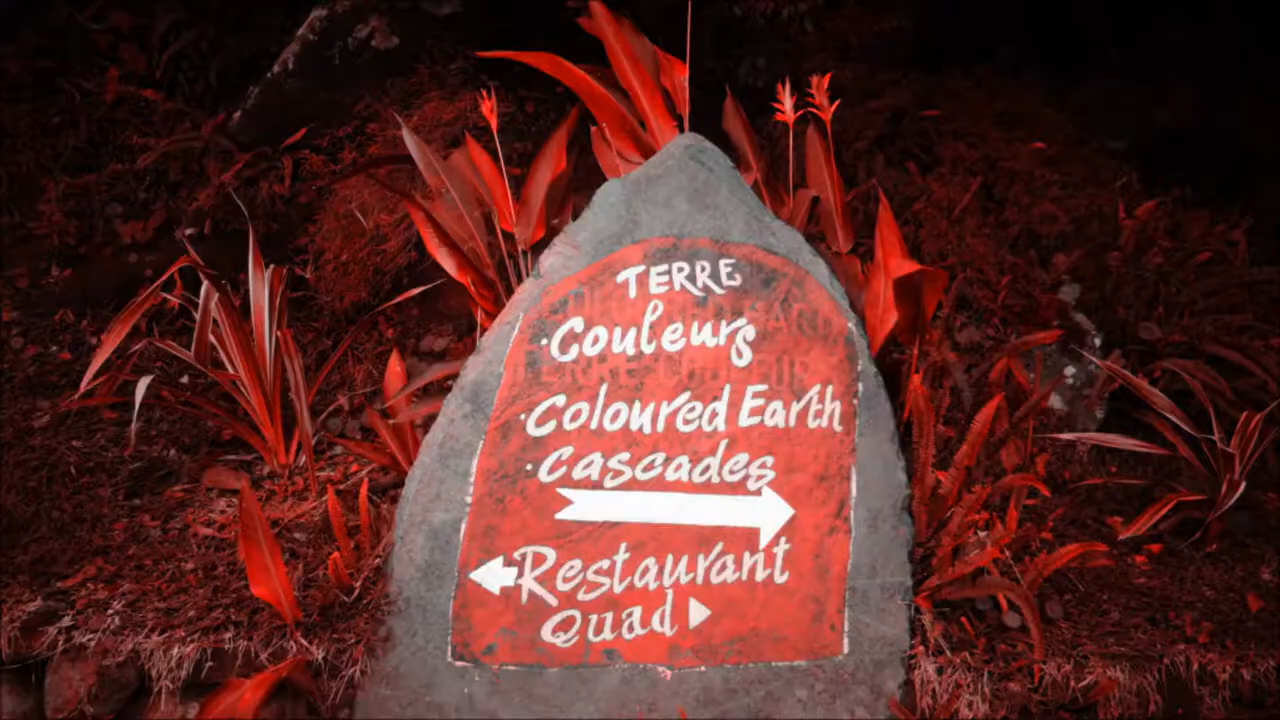 TERRE
·Couleurs
·Coloured Earth
·Cascades
Restaurant
Quad